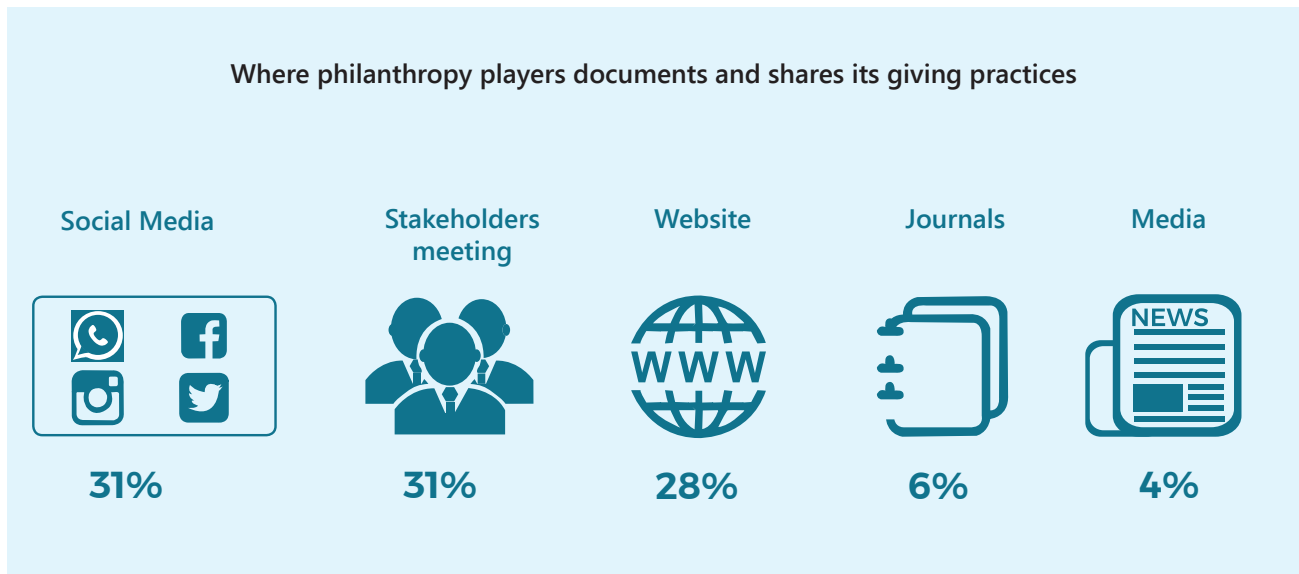 Where philanthropy players documents and shares its giving practices
Social Media
Stakeholders
meeting
Website
Journals
Media
WWW
NEWS
31%
31%
28%
6%
4%